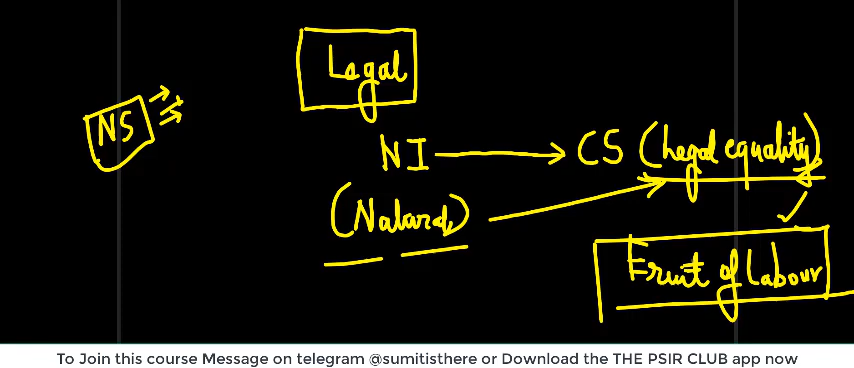 Legal
NS
NI CS (Legal equality)
(Natural)
Fruit of Labour
To Join this course Message on telegram @sumitisthere or Download the THE PSIR CLUB app now